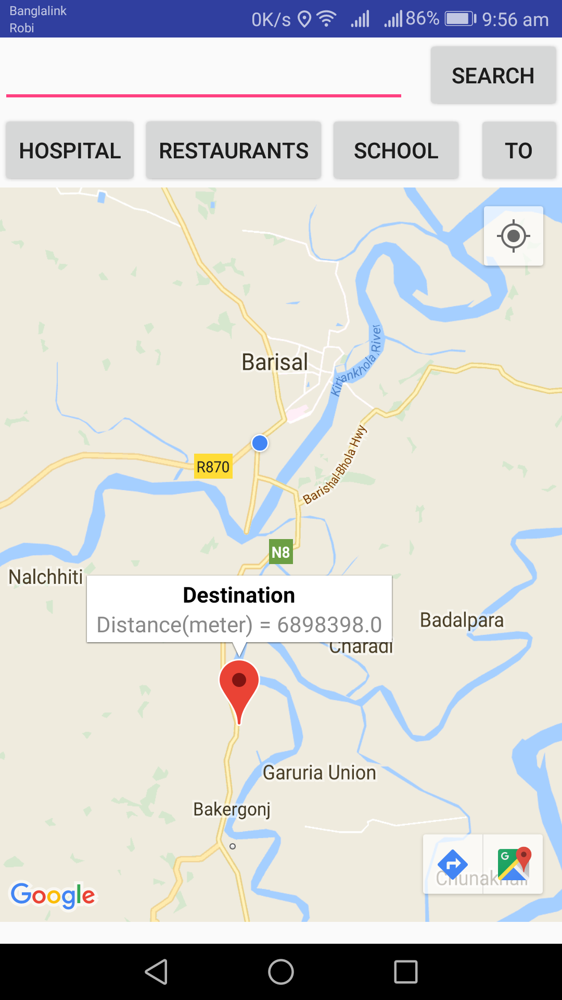 Banglalink
Robi
0K/s 86% 9:56 am
SEARCH
HOSPITAL RESTAURANTS SCHOOL TO
Barisal
Kirtankhola River
Barishal-Bhola Hwy
R870
N8
Nalchhiti
Destination
Distance(meter) = 6898398.0
Badalpara
Charadi
Garuria Union
Bakergonj
G
Chunakhali
Google